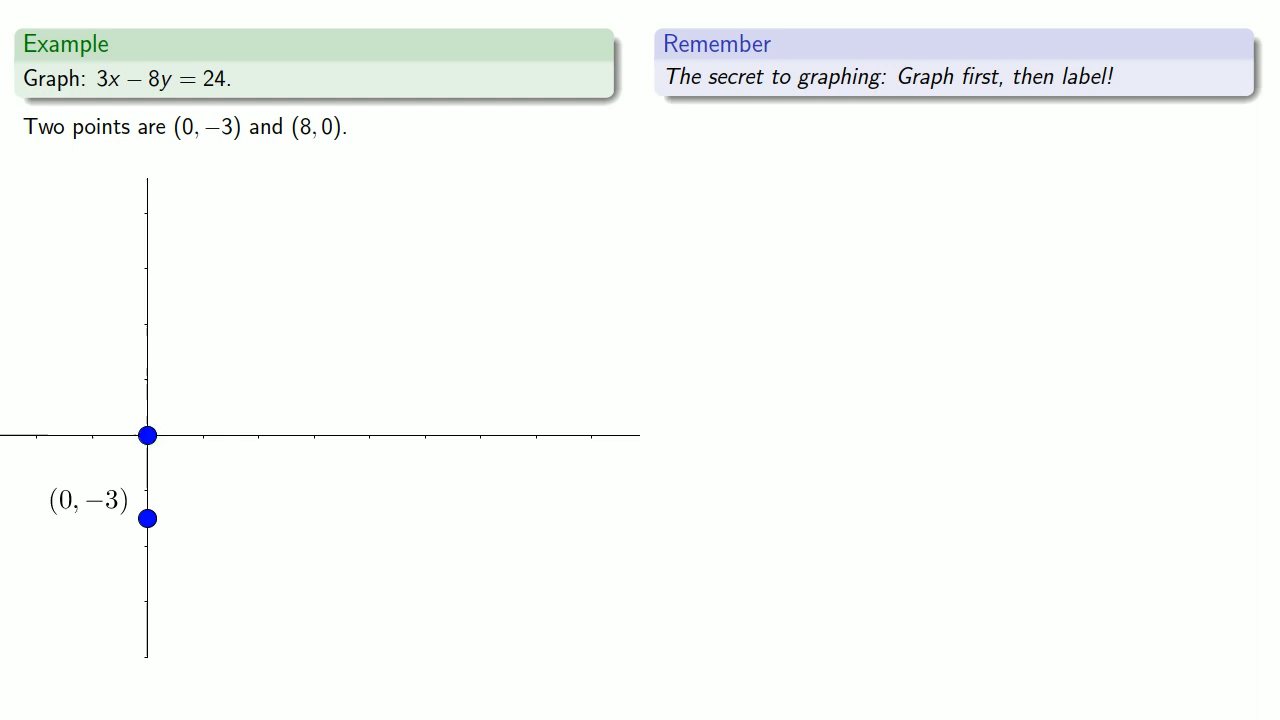 Example
Graph: 3x − 8y = 24.
Two points are (0, −3) and (8, 0).
(0, −3)
Remember
The secret to graphing: Graph first, then label!